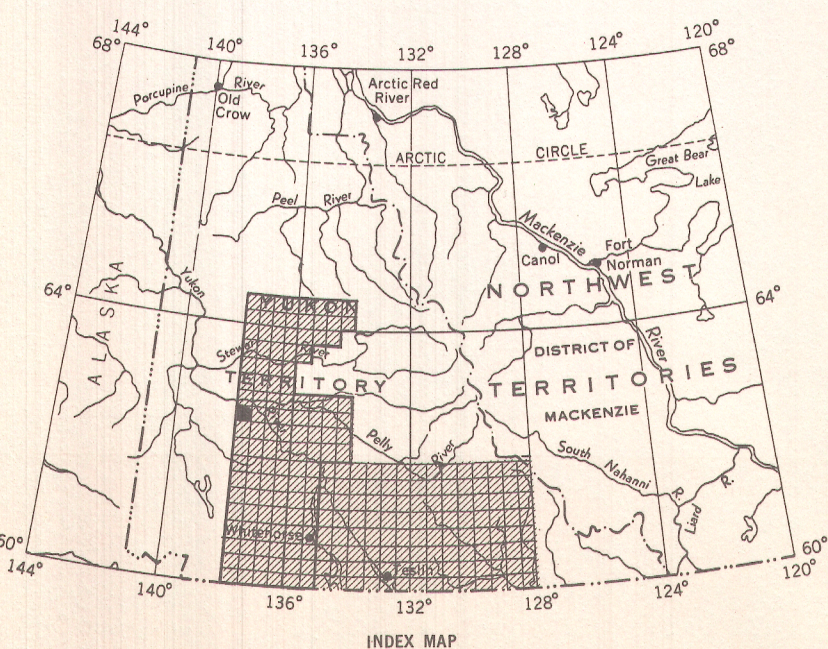 144° 140° 136° 132° 128° 124° 120°
68° 68°
Porcupine River
Old
Crow
Arctic Red
River
ARCTIC CIRCLE
Great Bear
Lake
Peel River
Mackenzie
Canol
Fort
Norman
Yukon
NORTHWEST
64° 64°
ALASKA
YUKON
River
Stewart River
DISTRICT OF
TERRITORY
TERRITORIES
MACKENZIE
River
Pelly River
South Nahanni R.
Liard R.
Whitehorse
Teslin
60° 60°
144° 140° 136° 132° 128° 124° 120°
INDEX MAP